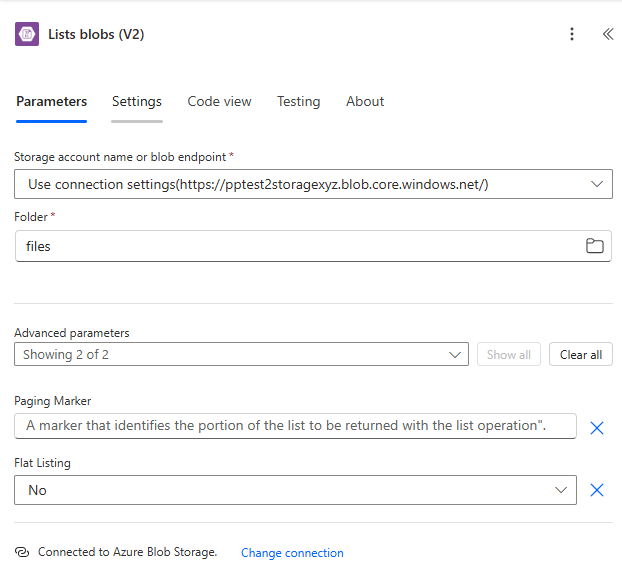 Lists blobs (V2)
Parameters Settings Code view Testing About
Storage account name or blob endpoint *
Use connection settings(https://pptest2storagexyz.blob.core.windows.net/)
Folder *
files
Advanced parameters
Showing 2 of 2 Show all Clear all
Paging Marker
A marker that identifies the portion of the list to be returned with the list operation".
Flat Listing
No
Connected to Azure Blob Storage. Change connection